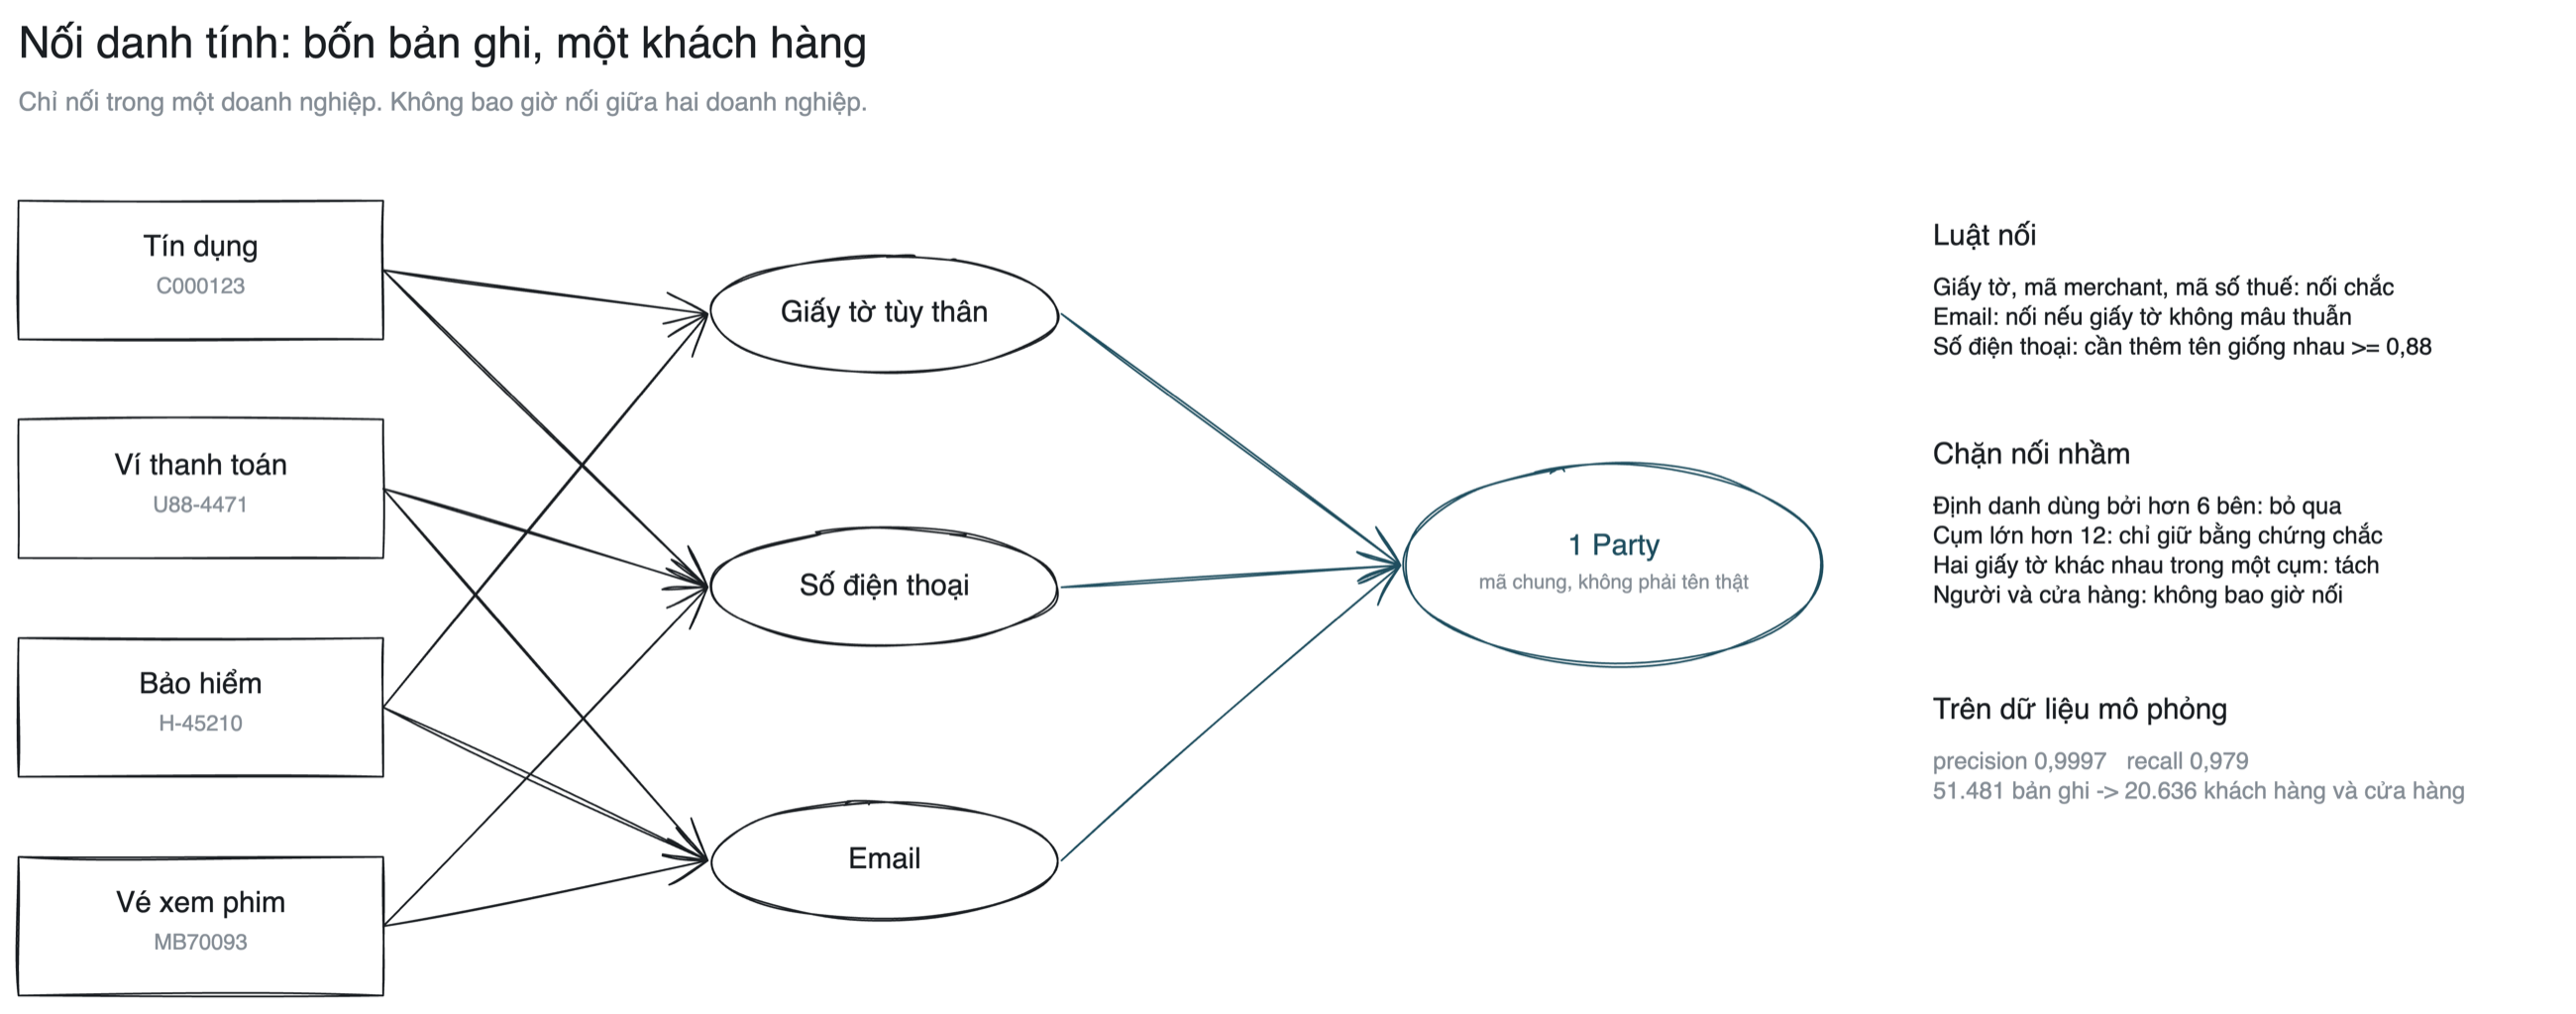 Nối danh tính: bốn bản ghi, một khách hàng
Chỉ nối trong một doanh nghiệp. Không bao giờ nối giữa hai doanh nghiệp.
Tín dụng
C000123
Ví thanh toán
U88-4471
Bảo hiểm
H-45210
Vé xem phim
MB70093
Giấy tờ tùy thân
Số điện thoại
Email
1 Party
mã chung, không phải tên thật
Luật nối
Giấy tờ, mã merchant, mã số thuế: nối chắc
Email: nối nếu giấy tờ không mâu thuẫn
Số điện thoại: cần thêm tên giống nhau >= 0,88
Chặn nối nhầm
Định danh dùng bởi hơn 6 bên: bỏ qua
Cụm lớn hơn 12: chỉ giữ bằng chứng chắc
Hai giấy tờ khác nhau trong một cụm: tách
Người và cửa hàng: không bao giờ nối
Trên dữ liệu mô phỏng
precision 0,9997   recall 0,979
51.481 bản ghi -> 20.636 khách hàng và cửa hàng